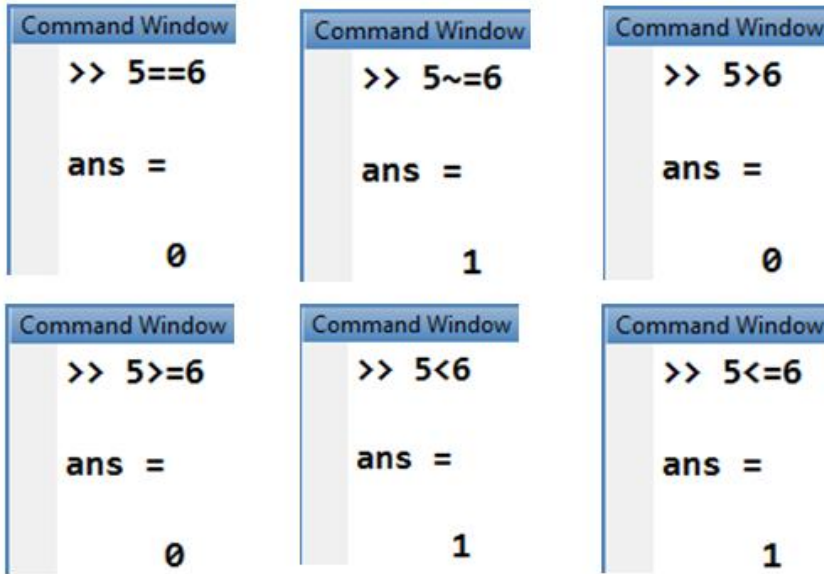 Command Window
>> 5==6
ans =
0
Command Window
>> 5~=6
ans =
1
Command Window
>> 5>6
ans =
0
Command Window
>> 5>=6
ans =
0
Command Window
>> 5<6
ans =
1
Command Window
>> 5<=6
ans =
1